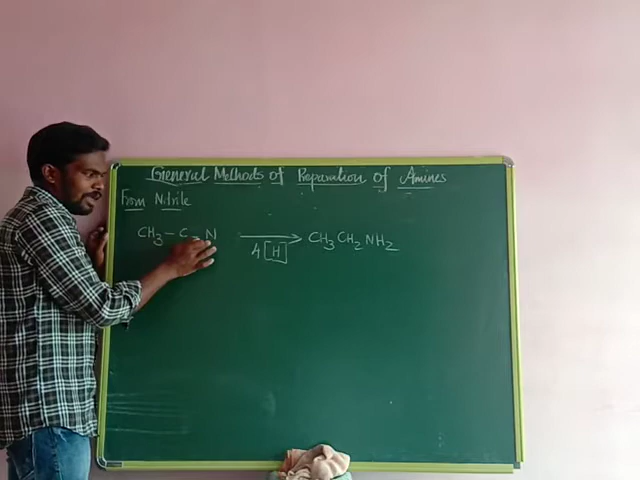 General Methods of Preparation of Amines
From Nitrile
CH3 - C ≡ N ⟶ CH3 CH2 NH2
4 [H]